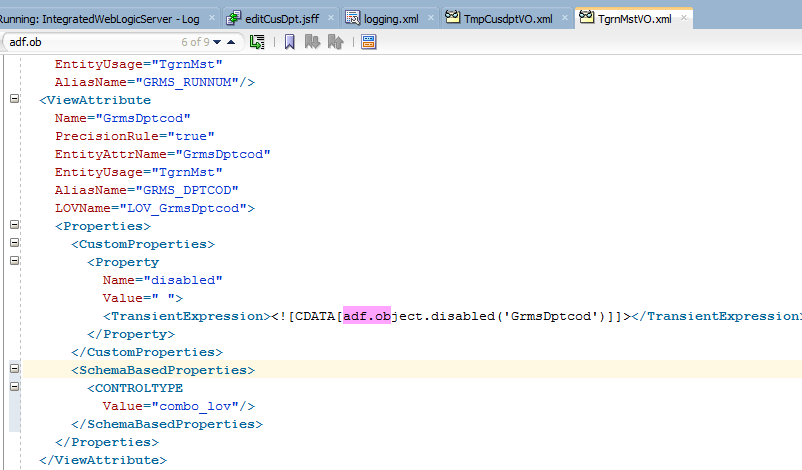 Running: IntegratedWebLogicServer - Log editCusDpt.jsff logging.xml TmpCusdptVO.xml TgrnMstVO.xml
adf.ob 6 of 9
EntityUsage="TgrnMst"
AliasName="GRMS_RUNNUM"/>
<ViewAttribute
Name="GrmsDptcod"
PrecisionRule="true"
EntityAttrName="GrmsDptcod"
EntityUsage="TgrnMst"
AliasName="GRMS_DPTCOD"
LOVName="LOV_GrmsDptcod">
<Properties>
<CustomProperties>
<Property
Name="disabled"
Value=" ">
<TransientExpression><![CDATA[adf.object.disabled('GrmsDptcod')]]></TransientExpression>
</Property>
</CustomProperties>
<SchemaBasedProperties>
<CONTROLTYPE
Value="combo_lov"/>
</SchemaBasedProperties>
</Properties>
</ViewAttribute>